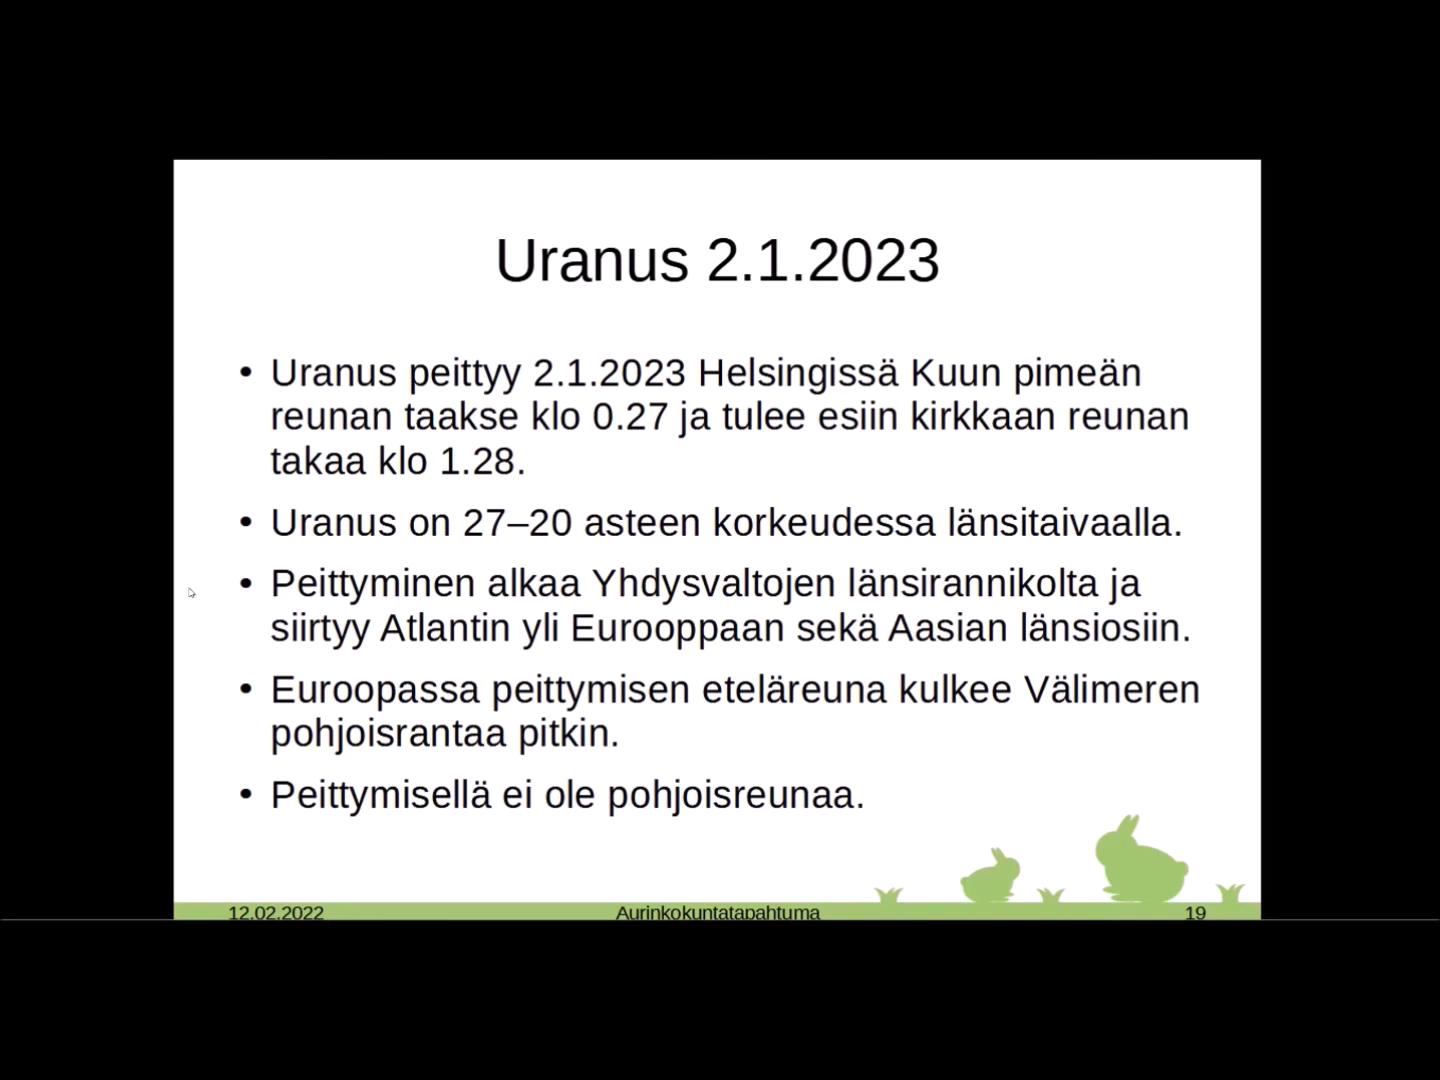 Uranus 2.1.2023
• Uranus peittyy 2.1.2023 Helsingissä Kuun pimeän
reunan taakse klo 0.27 ja tulee esiin kirkkaan reunan
takaa klo 1.28.
• Uranus on 27–20 asteen korkeudessa länsitaivaalla.
• Peittyminen alkaa Yhdysvaltojen länsirannikolta ja
siirtyy Atlantin yli Eurooppaan sekä Aasian länsiosiin.
• Euroopassa peittymisen eteläreuna kulkee Välimeren
pohjoisrantaa pitkin.
• Peittymisellä ei ole pohjoisreunaa.
12.02.2022 Aurinkokuntatapahtuma 19